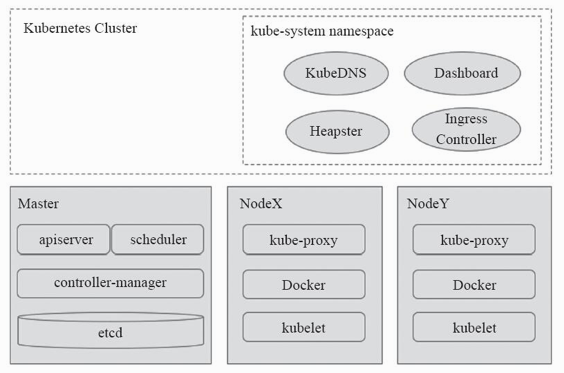 Kubernetes Cluster
kube-system namespace
KubeDNS
Dashboard
Heapster
Ingress
Controller
Master
apiserver
scheduler
controller-manager
etcd
NodeX
kube-proxy
Docker
kubelet
NodeY
kube-proxy
Docker
kubelet